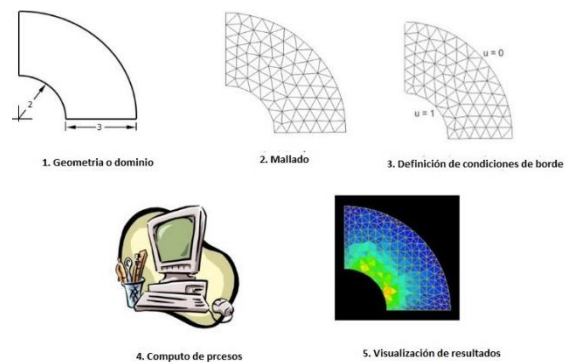 2
3
1. Geometria o dominio
2. Mallado
u = 0
u = 1
3. Definición de condiciones de borde
4. Computo de prcesos
5. Visualización de resultados